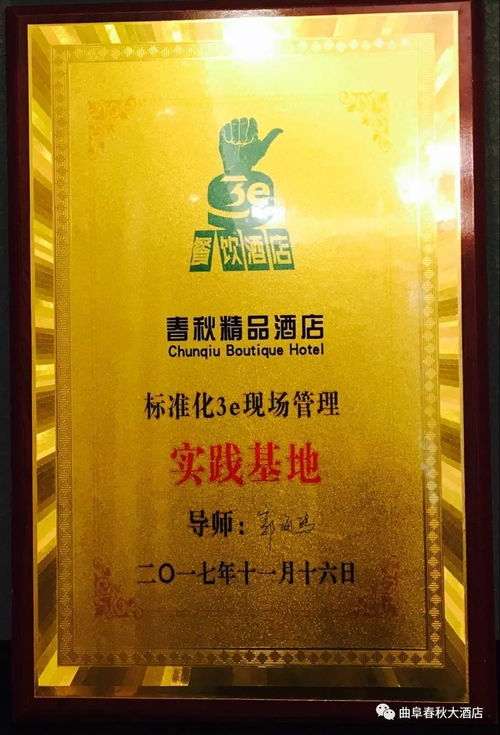 3e
餐饮酒店
春秋精品酒店
Chunqiu Boutique Hotel
标准化3e现场管理
实践基地
导师：
二〇一七年十一月十六日
曲阜春秋大酒店